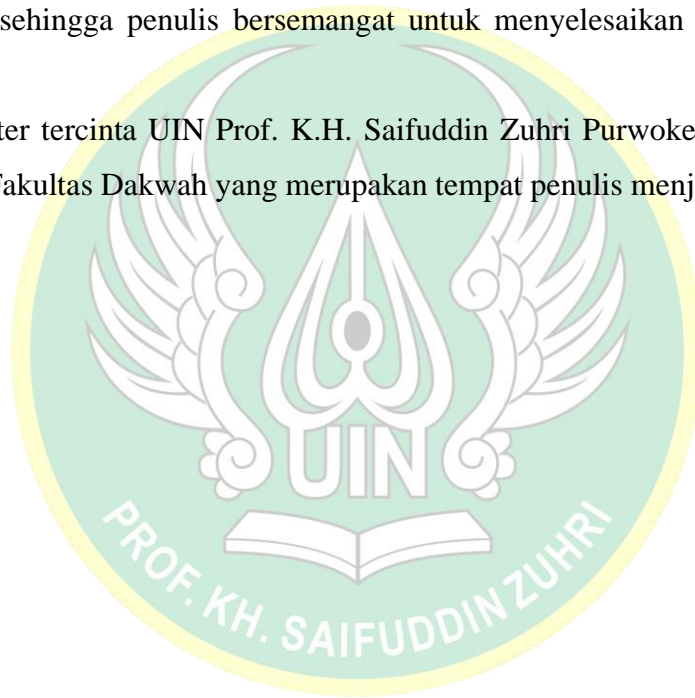 sehingga penulis bersemangat untuk menyelesaikan
ter tercinta UIN Prof. K.H. Saifuddin Zuhri Purwoke
Fakultas Dakwah yang merupakan tempat penulis menj
UIN
PROF. KH. SAIFUDDIN ZUHRI